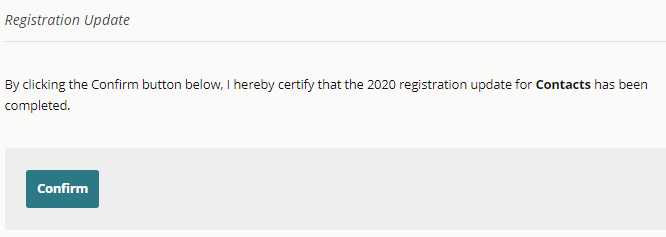 Registration Update
By clicking the Confirm button below, I hereby certify that the 2020 registration update for Contacts has been
completed.
Confirm